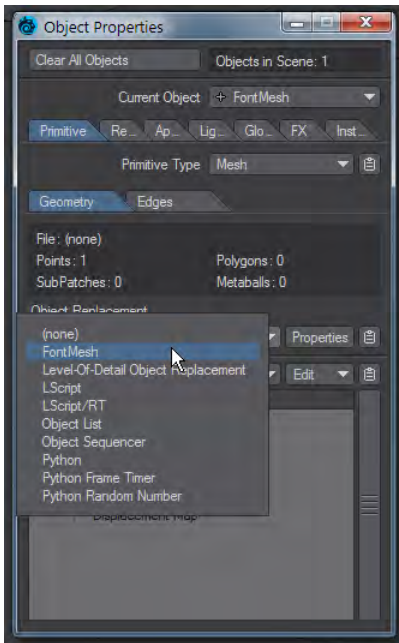 Object Properties
Clear All Objects Objects in Scene: 1
Current Object FontMesh
Primitive Re... Ap... Lig... Glo... FX Inst...
Primitive Type Mesh
Geometry Edges
File: (none)
Points: 1 Polygons: 0
SubPatches: 0 Metaballs: 0
Object Replacement
(none)
FontMesh Properties
Level-Of-Detail Object Replacement Edit
LScript
LScript/RT
Object List
Object Sequencer
Python
Python Frame Timer
Python Random Number
Displacement Map